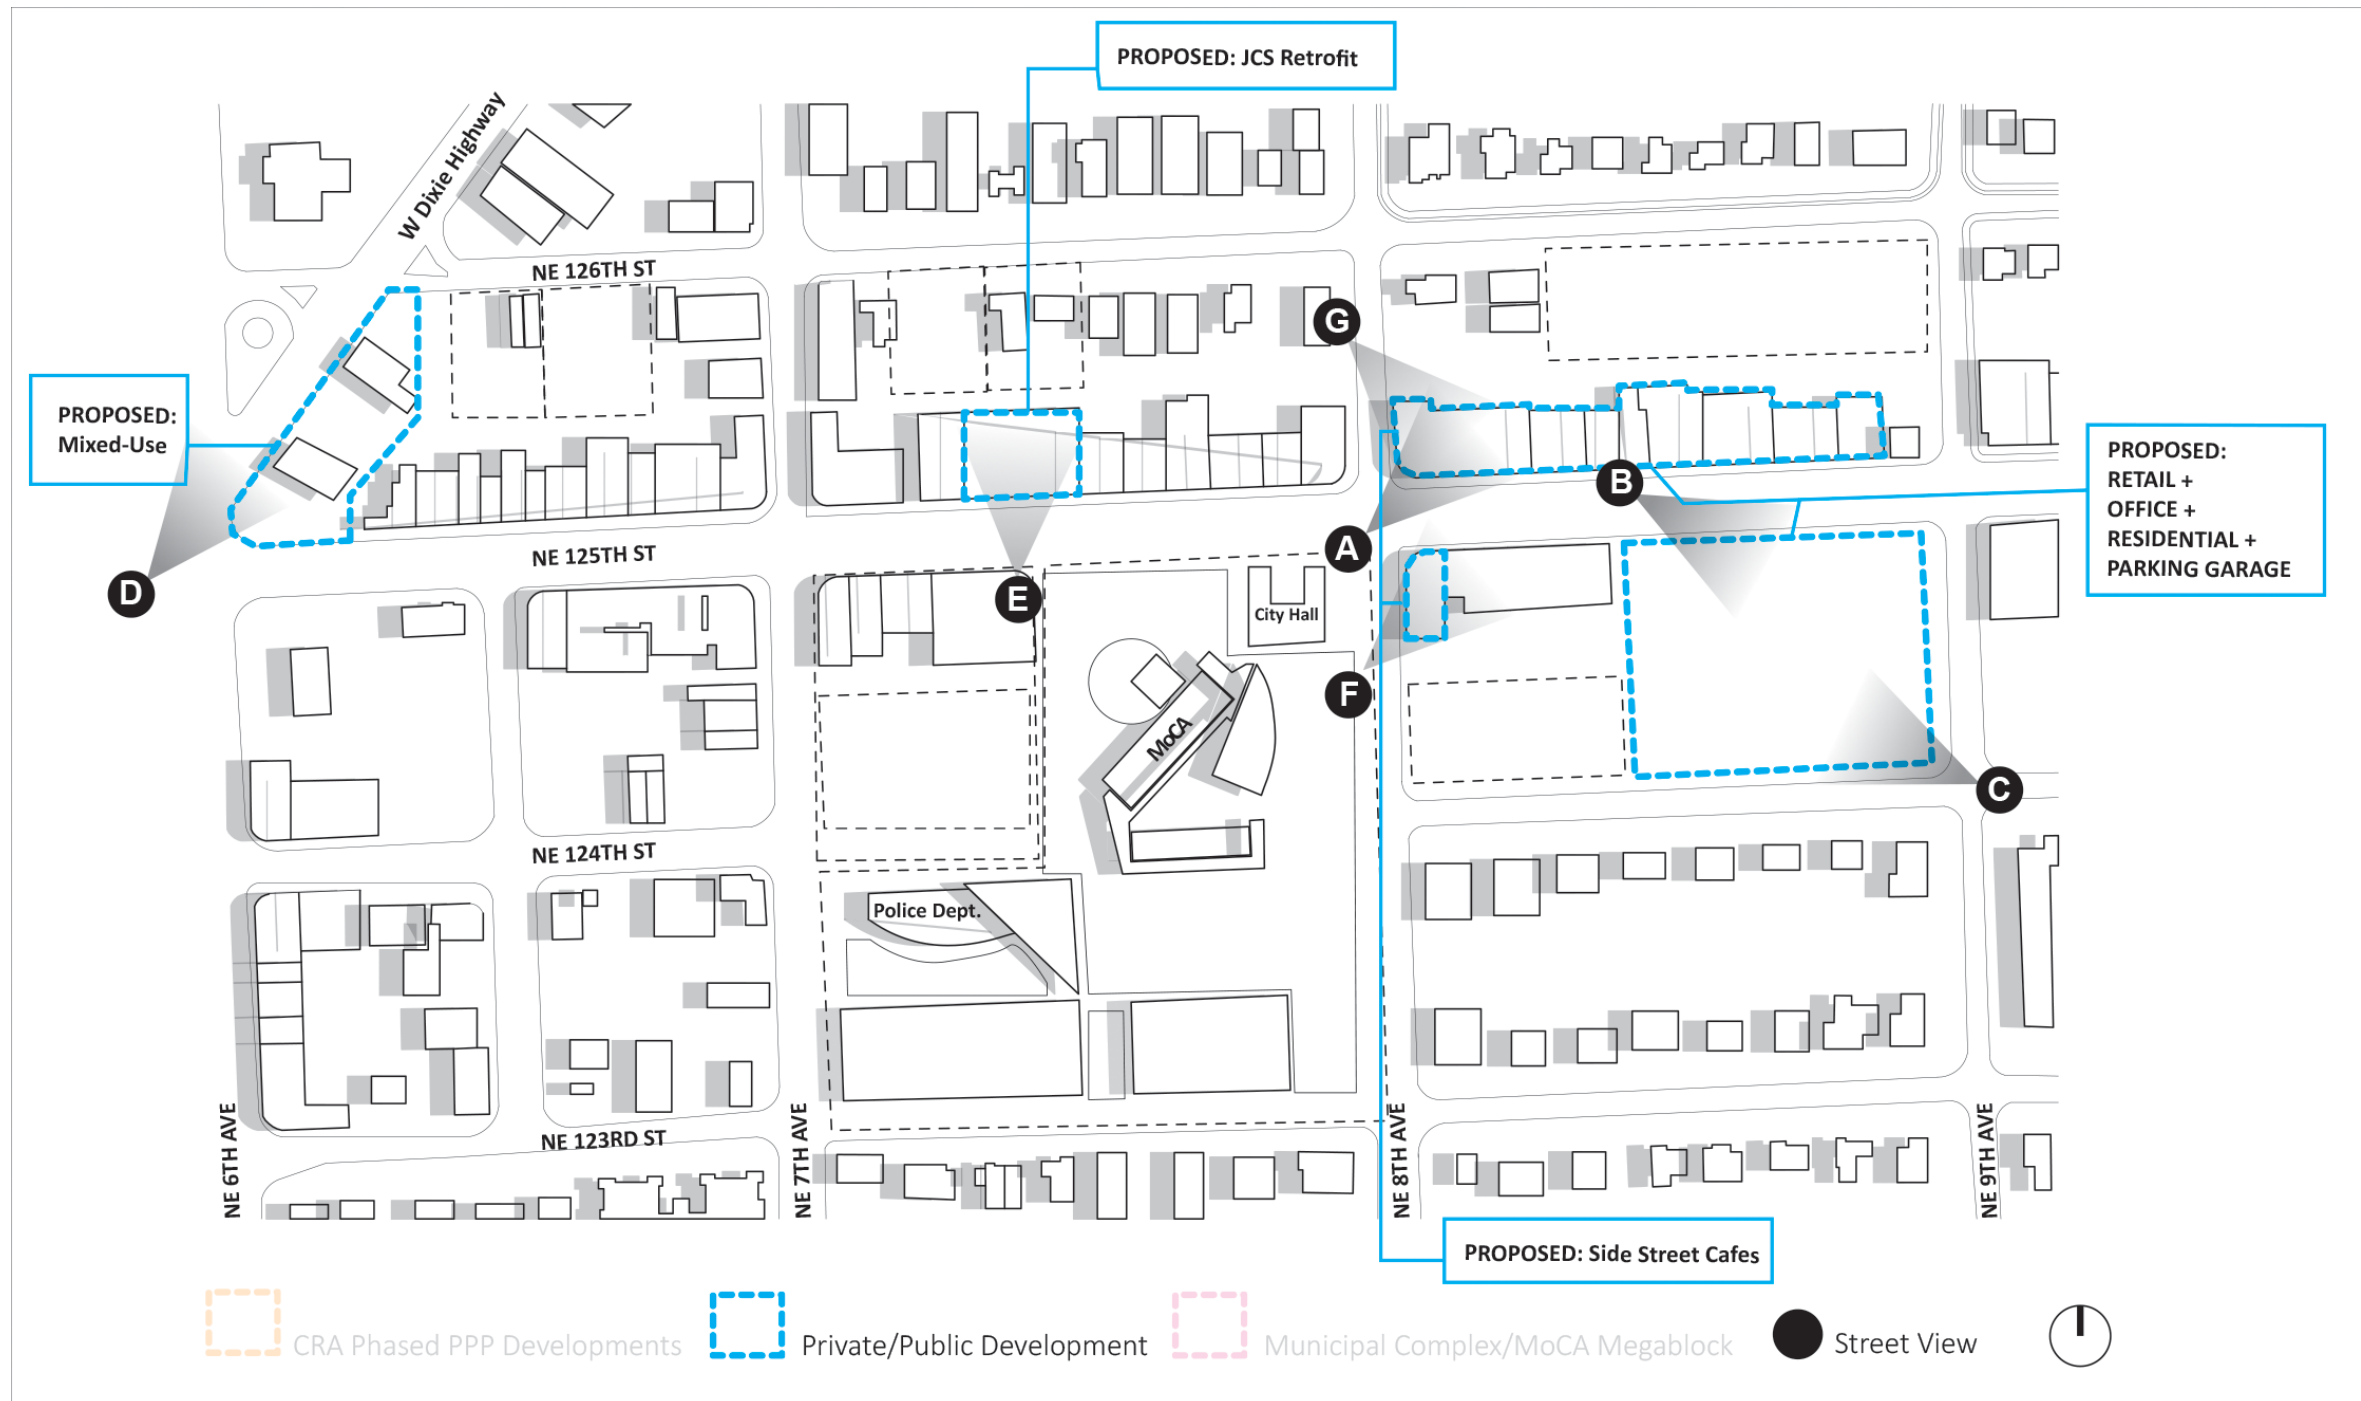 PROPOSED: JCS Retrofit
W Dixie Highway
NE 126TH ST
G
PROPOSED:
Mixed-Use
PROPOSED:
RETAIL +
OFFICE +
RESIDENTIAL +
PARKING GARAGE
B
A
NE 125TH ST
D
E
City Hall
F
MoCA
C
NE 124TH ST
Police Dept.
NE 123RD ST
NE 6TH AVE
NE 7TH AVE
NE 8TH AVE
NE 9TH AVE
PROPOSED: Side Street Cafes
CRA Phased PPP Developments
Private/Public Development
Municipal Complex/MoCA Megablock
Street View